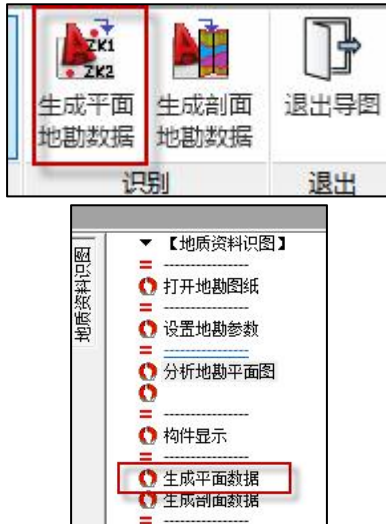 ZK1
ZK2
生成平面
地勘数据
生成剖面
地勘数据
退出导图
识别
退出
地质资料识图
【地质资料识图】
打开地勘图纸
设置地勘参数
分析地勘平面图
构件显示
生成平面数据
生成剖面数据